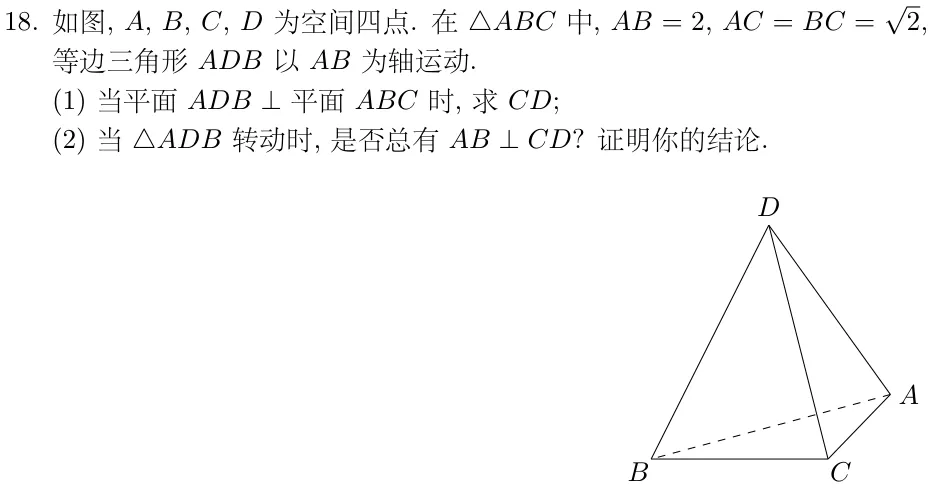 18. 如图, A, B, C, D 为空间四点. 在 △ABC 中, AB = 2, AC = BC = √2,
等边三角形 ADB 以 AB 为轴运动.
(1) 当平面 ADB ⊥ 平面 ABC 时, 求 CD;
(2) 当 △ADB 转动时, 是否总有 AB ⊥ CD? 证明你的结论.
D
A
B
C